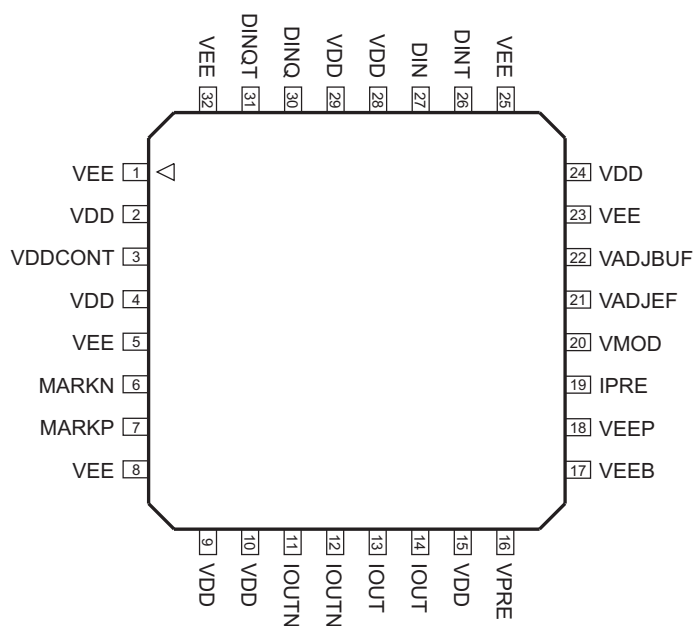 VEE 32
DINQT 31
DINQ 30
VDD 29
VDD 28
DIN 27
DINT 26
VEE 25
VEE 1
VDD 2
VDDCONT 3
VDD 4
VEE 5
MARKN 6
MARKP 7
VEE 8
24 VDD
23 VEE
22 VADJBUF
21 VADJEF
20 VMOD
19 IPRE
18 VEEP
17 VEEB
9 VDD
10 VDD
11 IOUTN
12 IOUTN
13 IOUT
14 IOUT
15 VDD
16 VPRE